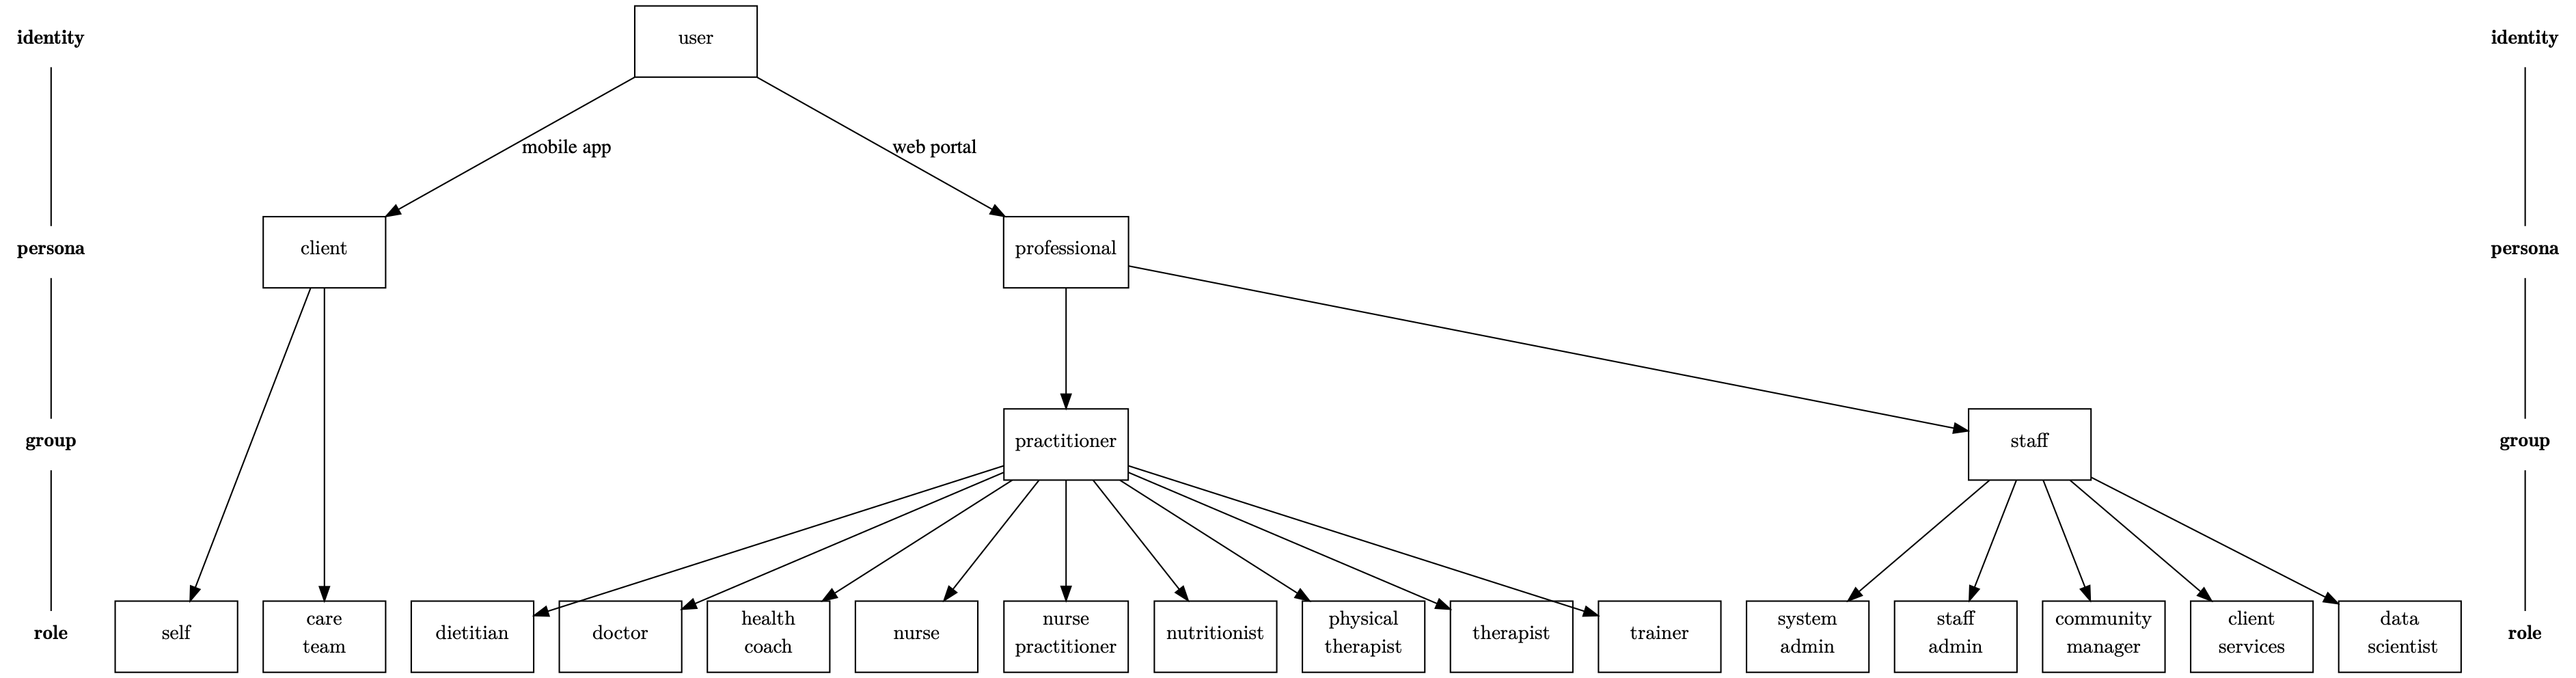 identity
user
identity
mobile app
web portal
persona
client
professional
persona
group
practitioner
staff
group
role
self
care
team
dietitian
doctor
health
coach
nurse
nurse
practitioner
nutritionist
physical
therapist
therapist
trainer
system
admin
staff
admin
community
manager
client
services
data
scientist
role